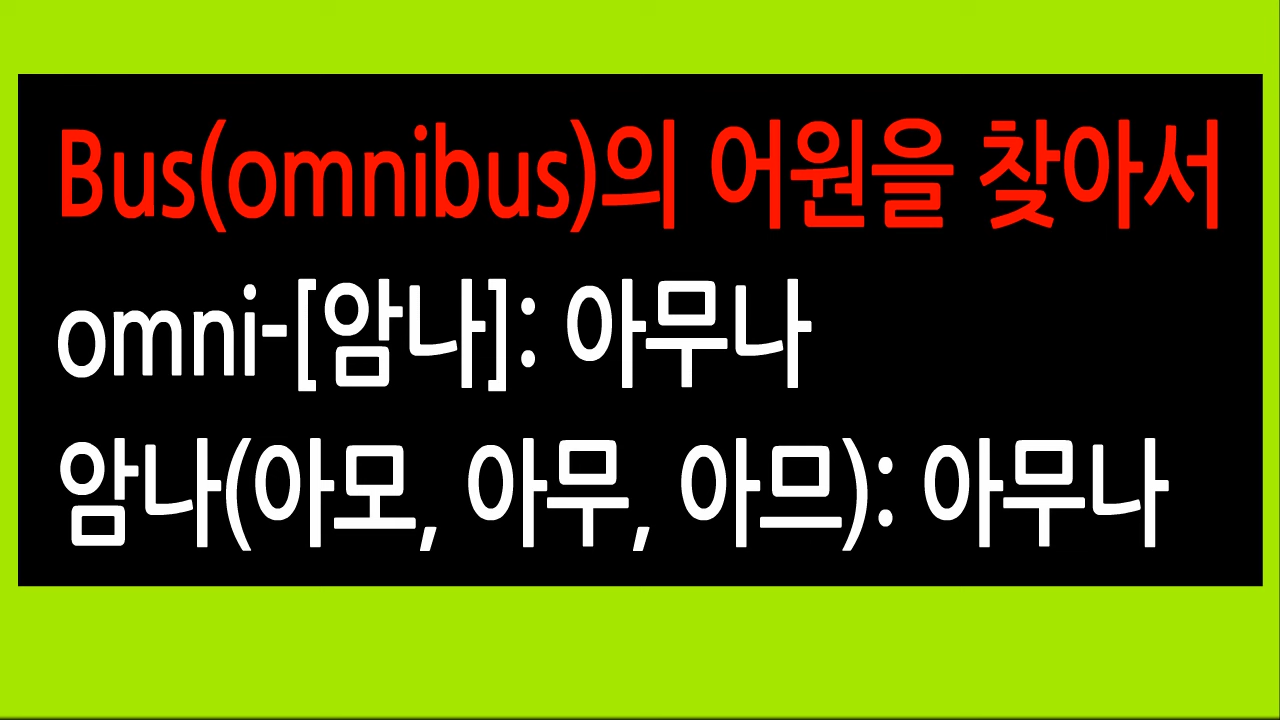 Bus(omnibus)의 어원을 찾아서
omni-[암나]: 아무나
암나(아모, 아무, 아므): 아무나